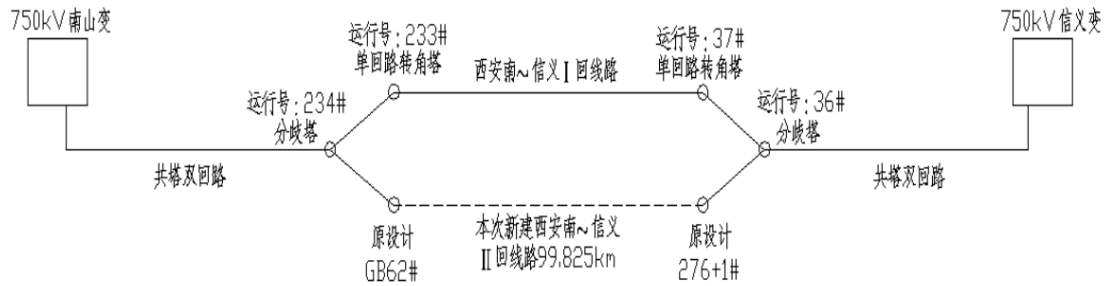 750kV南山变
750kV信义变
运行号:233#
单回路转角塔
运行号:37#
单回路转角塔
西安南~信义Ⅰ回线路
运行号:234#
分歧塔
运行号:36#
分歧塔
共塔双回路
共塔双回路
原设计
GB62#
本次新建西安南~信义
Ⅱ回线路99.825km
原设计
276+1#